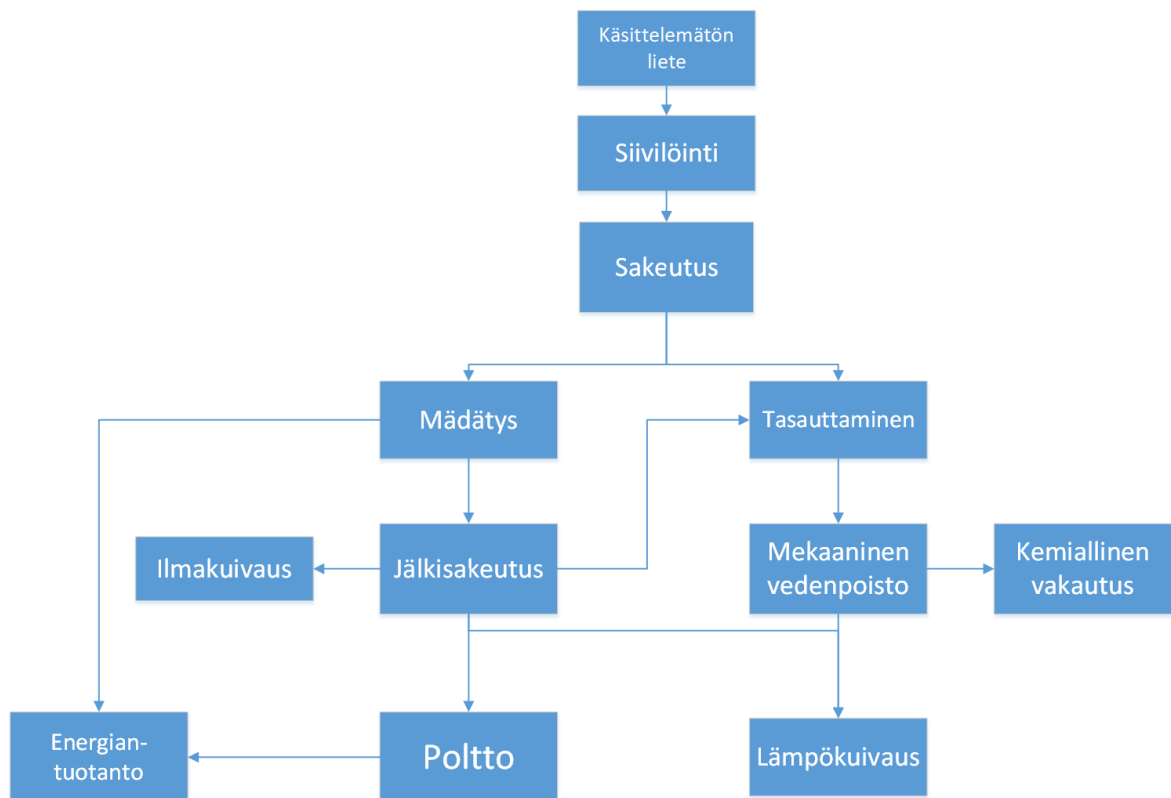 Käsittelemätön
liete
Siivilöinti
Sakeutus
Mädätys
Tasauttaminen
Ilmakuivaus
Jälkisakeutus
Mekaaninen
vedenpoisto
Kemiallinen
vakautus
Energian-
tuotanto
Poltto
Lämpökuivaus